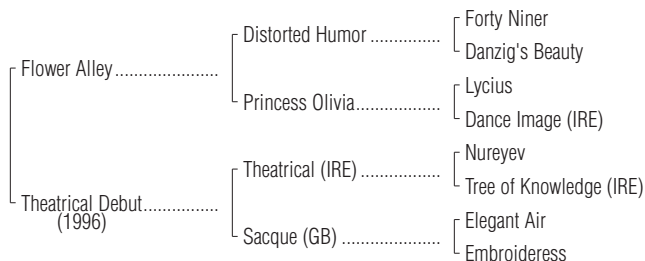 Forty Niner
Distorted Humor ................
Danzig's Beauty
Flower Alley.......................
Lycius
Princess Olivia...................
Dance Image (IRE)
Nureyev
Theatrical (IRE) ..................
Tree of Knowledge (IRE)
Theatrical Debut.................
(1996)
Elegant Air
Sacque (GB) ......................
Embroideress